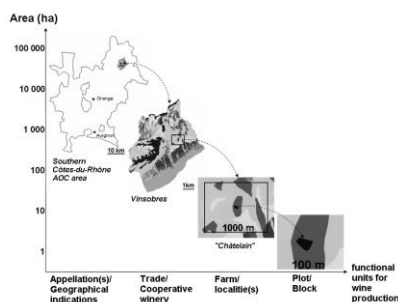 Area (ha)
100 000
10 000
1 000
100
10
1
Orange
Avignon
10 km
Southern
Côtes-du-Rhône
AOC area
Vinsobres
1km
1000 m
"Châtelain"
100 m
Appellation(s)/
Geographical
indications
Trade/
Cooperative
winery
Farm/
localitie(s)
Plot/
Block
functional
units for
wine
production